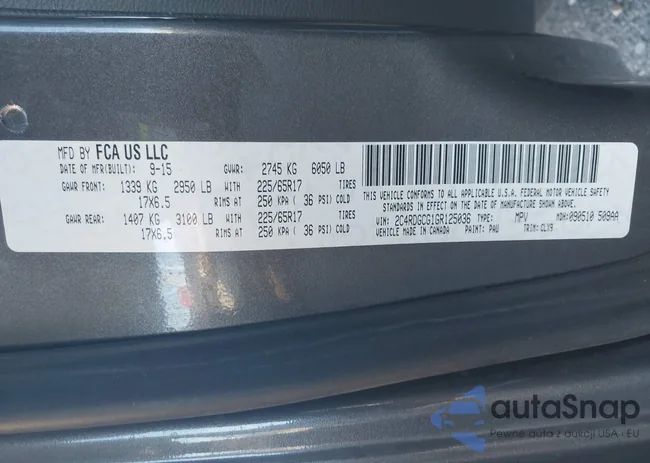 MFD BY FCA US LLC
DATE OF MFR(BUILT): 9-15 GVWR: 2745 KG 6050 LB
GAWR FRONT: 1339 KG 2950 LB WITH 225/65R17 TIRES
17X6.5 RIMS AT 250 KPA ( 36 PSI) COLD
GAWR REAR: 1407 KG 3100 LB WITH 225/65R17 TIRES
17X6.5 RIMS AT 250 KPA ( 36 PSI) COLD
THIS VEHICLE CONFORMS TO ALL APPLICABLE U.S.A. FEDERAL MOTOR VEHICLE SAFETY
STANDARDS IN EFFECT ON THE DATE OF MANUFACTURE SHOWN ABOVE.
VIN: 2C4RDGCG1GR125036 TYPE: MPV MDH: 090510 509AA
VEHICLE MADE IN CANADA PAINT: PAU TRIM: CLX9
autaSnap
Pewne auto z aukcji USA - EU